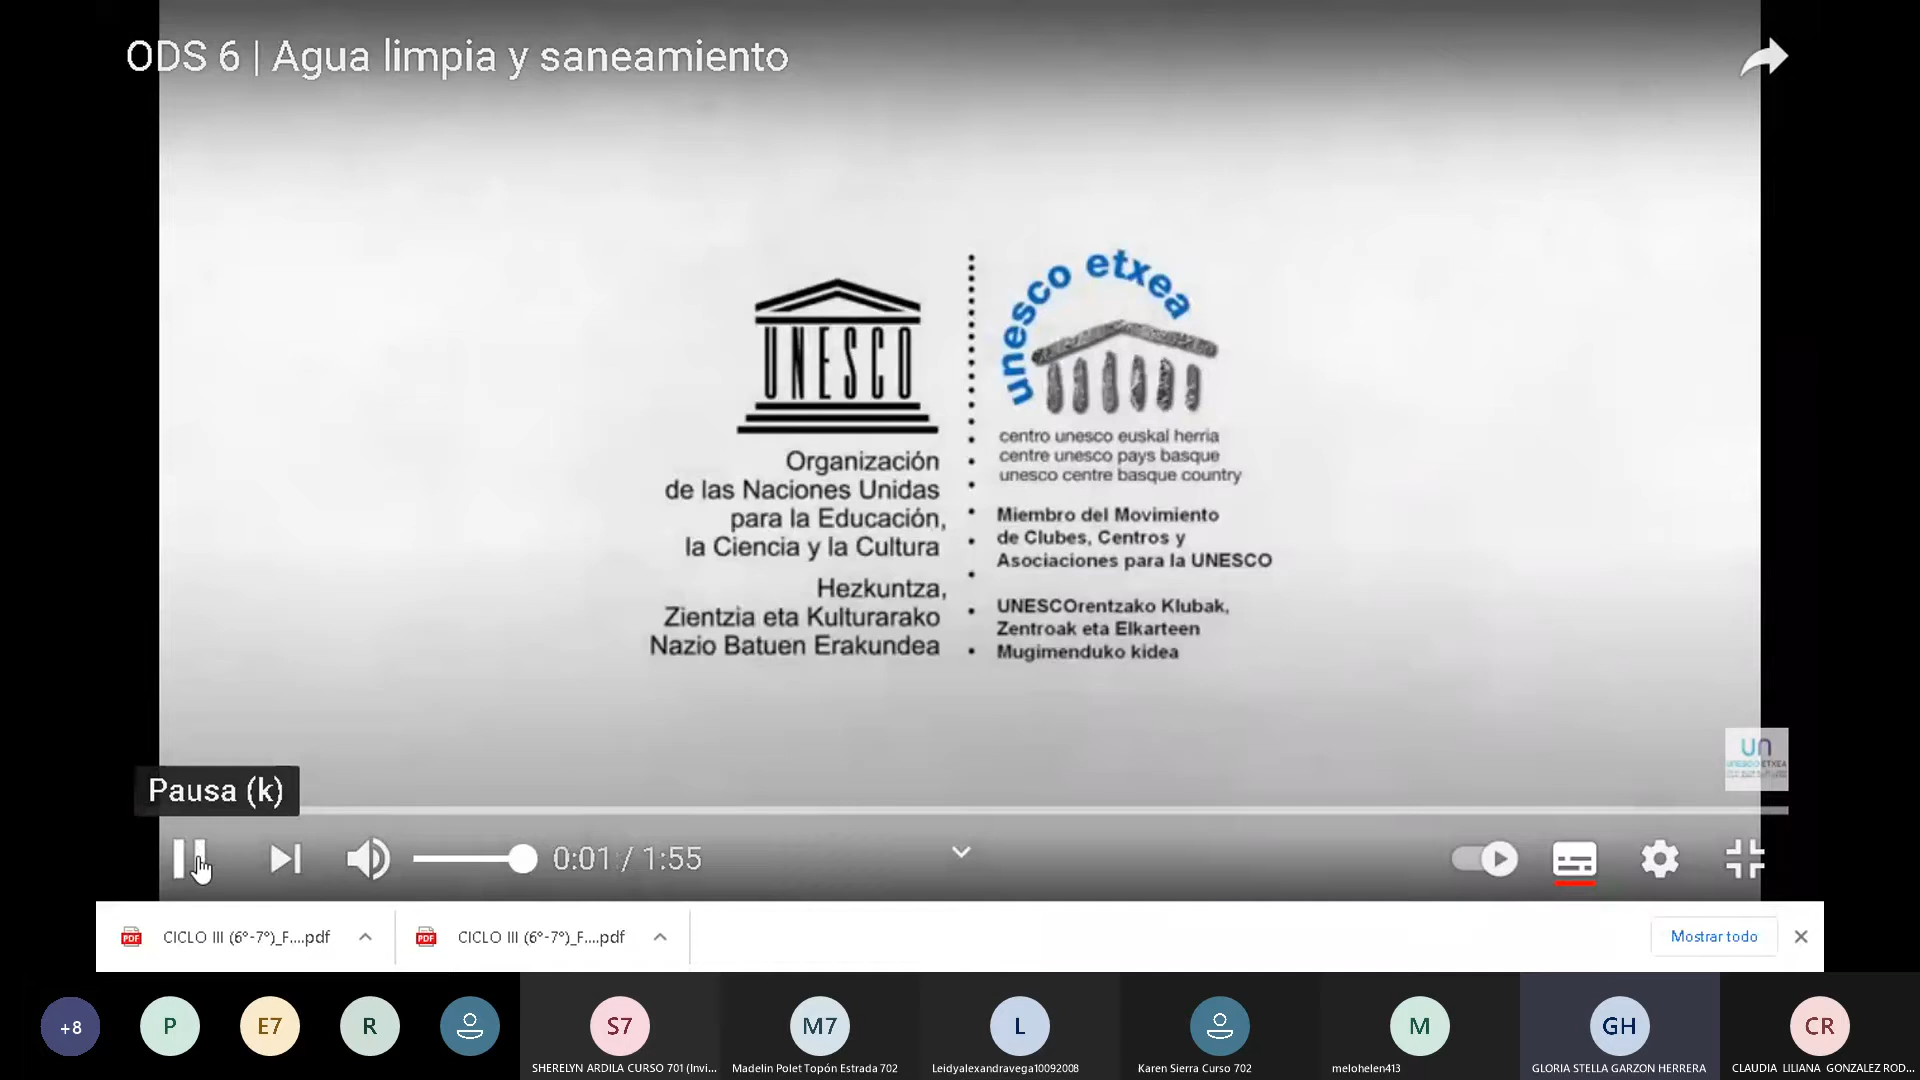 ODS 6 | Agua limpia y saneamiento
UNESCO
Organización
de las Naciones Unidas
para la Educación,
la Ciencia y la Cultura
Hezkuntza,
Zientzia eta Kulturarako
Nazio Batuen Erakundea
unesco etxea
centro unesco euskal herria
centre unesco pays basque
unesco centre basque country
Miembro del Movimiento
de Clubes, Centros y
Asociaciones para la UNESCO
UNESCOrentzako Klubak,
Zentroak eta Elkarteen
Mugimenduko kidea
un
UNESCO ETXEA
Pausa (k)
0:01 / 1:55
PDF CICLO III (6°-7°)_F....pdf
PDF CICLO III (6°-7°)_F....pdf
Mostrar todo
+8
P
E7
R
S7
M7
L
M
GH
CR
SHERELYN ARDILA CURSO 701 (Invi...
Madelin Polet Topón Estrada 702
Leidyalexandravega10092008
Karen Sierra Curso 702
melohelen413
GLORIA STELLA GARZON HERRERA
CLAUDIA LILIANA GONZALEZ ROD...